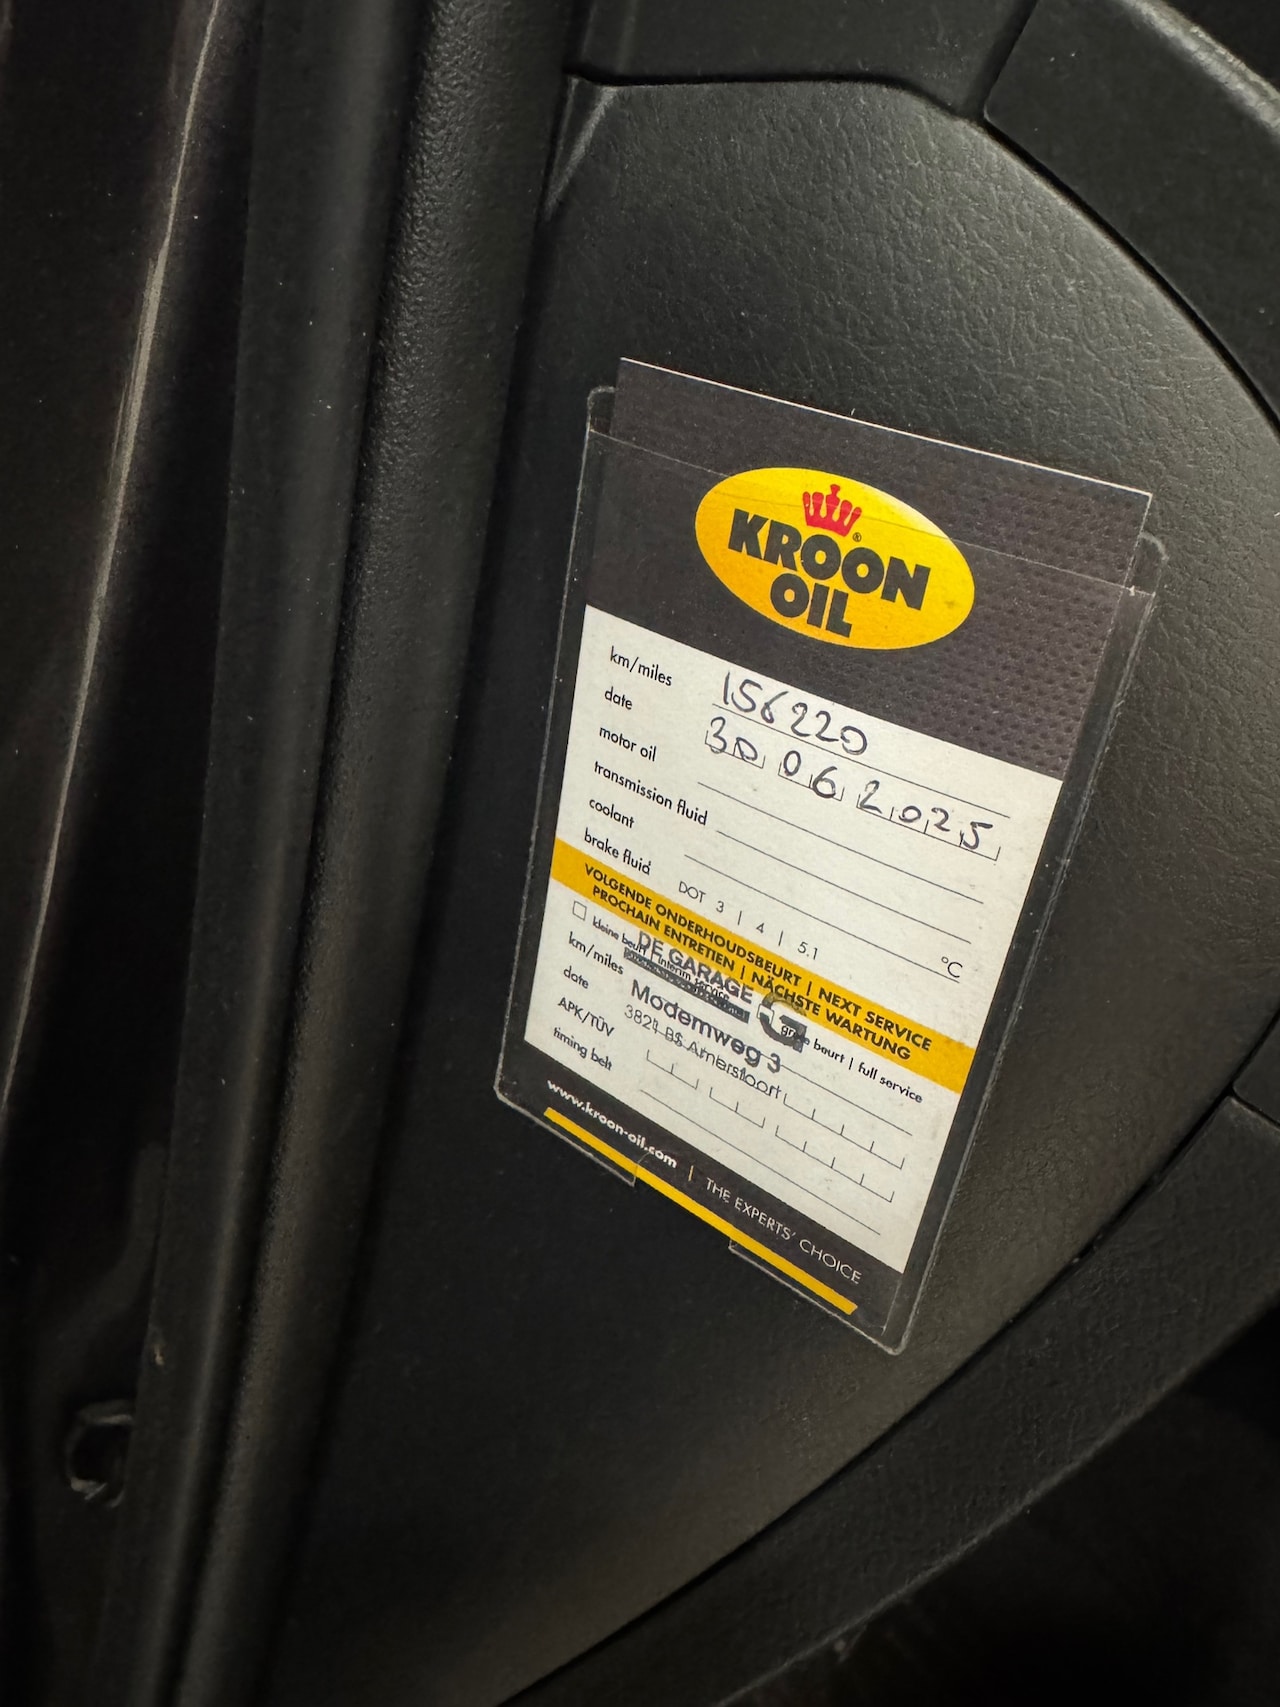 KROON
OIL
®
km/miles 156220
date 30 06 2025
motor oil
transmission fluid
coolant °C
brake fluid DOT 3 | 4 | 5.1
VOLGENDE ONDERHOUDSBEURT | NEXT SERVICE
PROCHAIN ENTRETIEN | NÄCHSTE WARTUNG
kleine beurt | interim service grote beurt | full service
DE GARAGE G
km/miles
Modemweg 3
date
3821 BS Amersfoort
APK/TÜV
timing belt
www.kroon-oil.com | THE EXPERTS' CHOICE